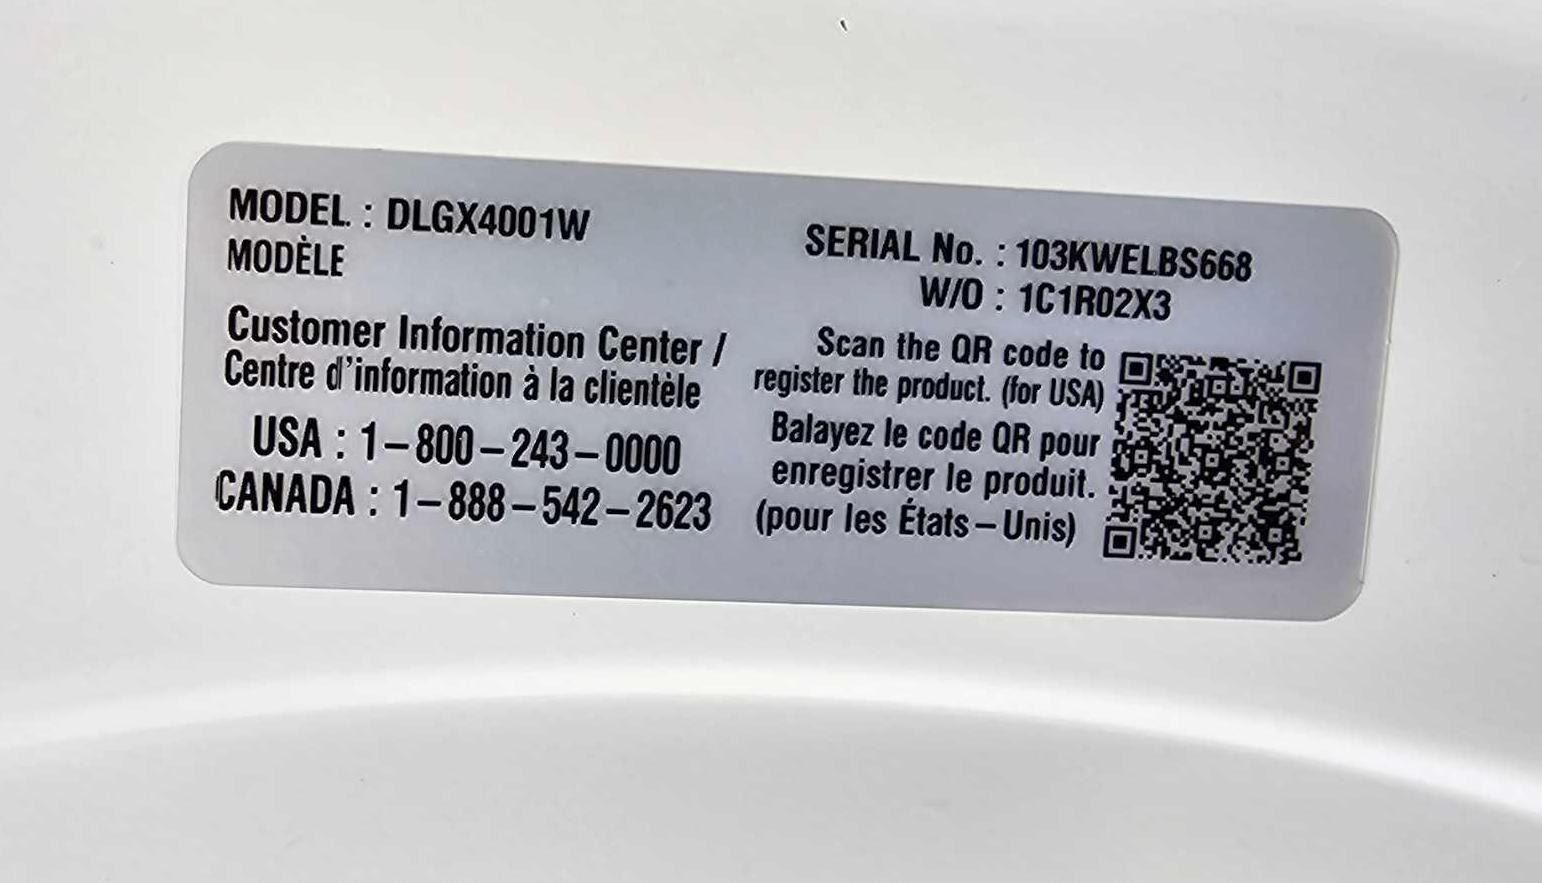 MODEL : DLGX4001W
MODÈLE
Customer Information Center /
Centre d'information à la clientèle
USA : 1-800-243-0000
CANADA : 1-888-542-2623
SERIAL No. : 103KWELBS668
W/O : 1C1R02X3
Scan the QR code to
register the product. (for USA)
Balayez le code QR pour
enregistrer le produit.
(pour les États-Unis)